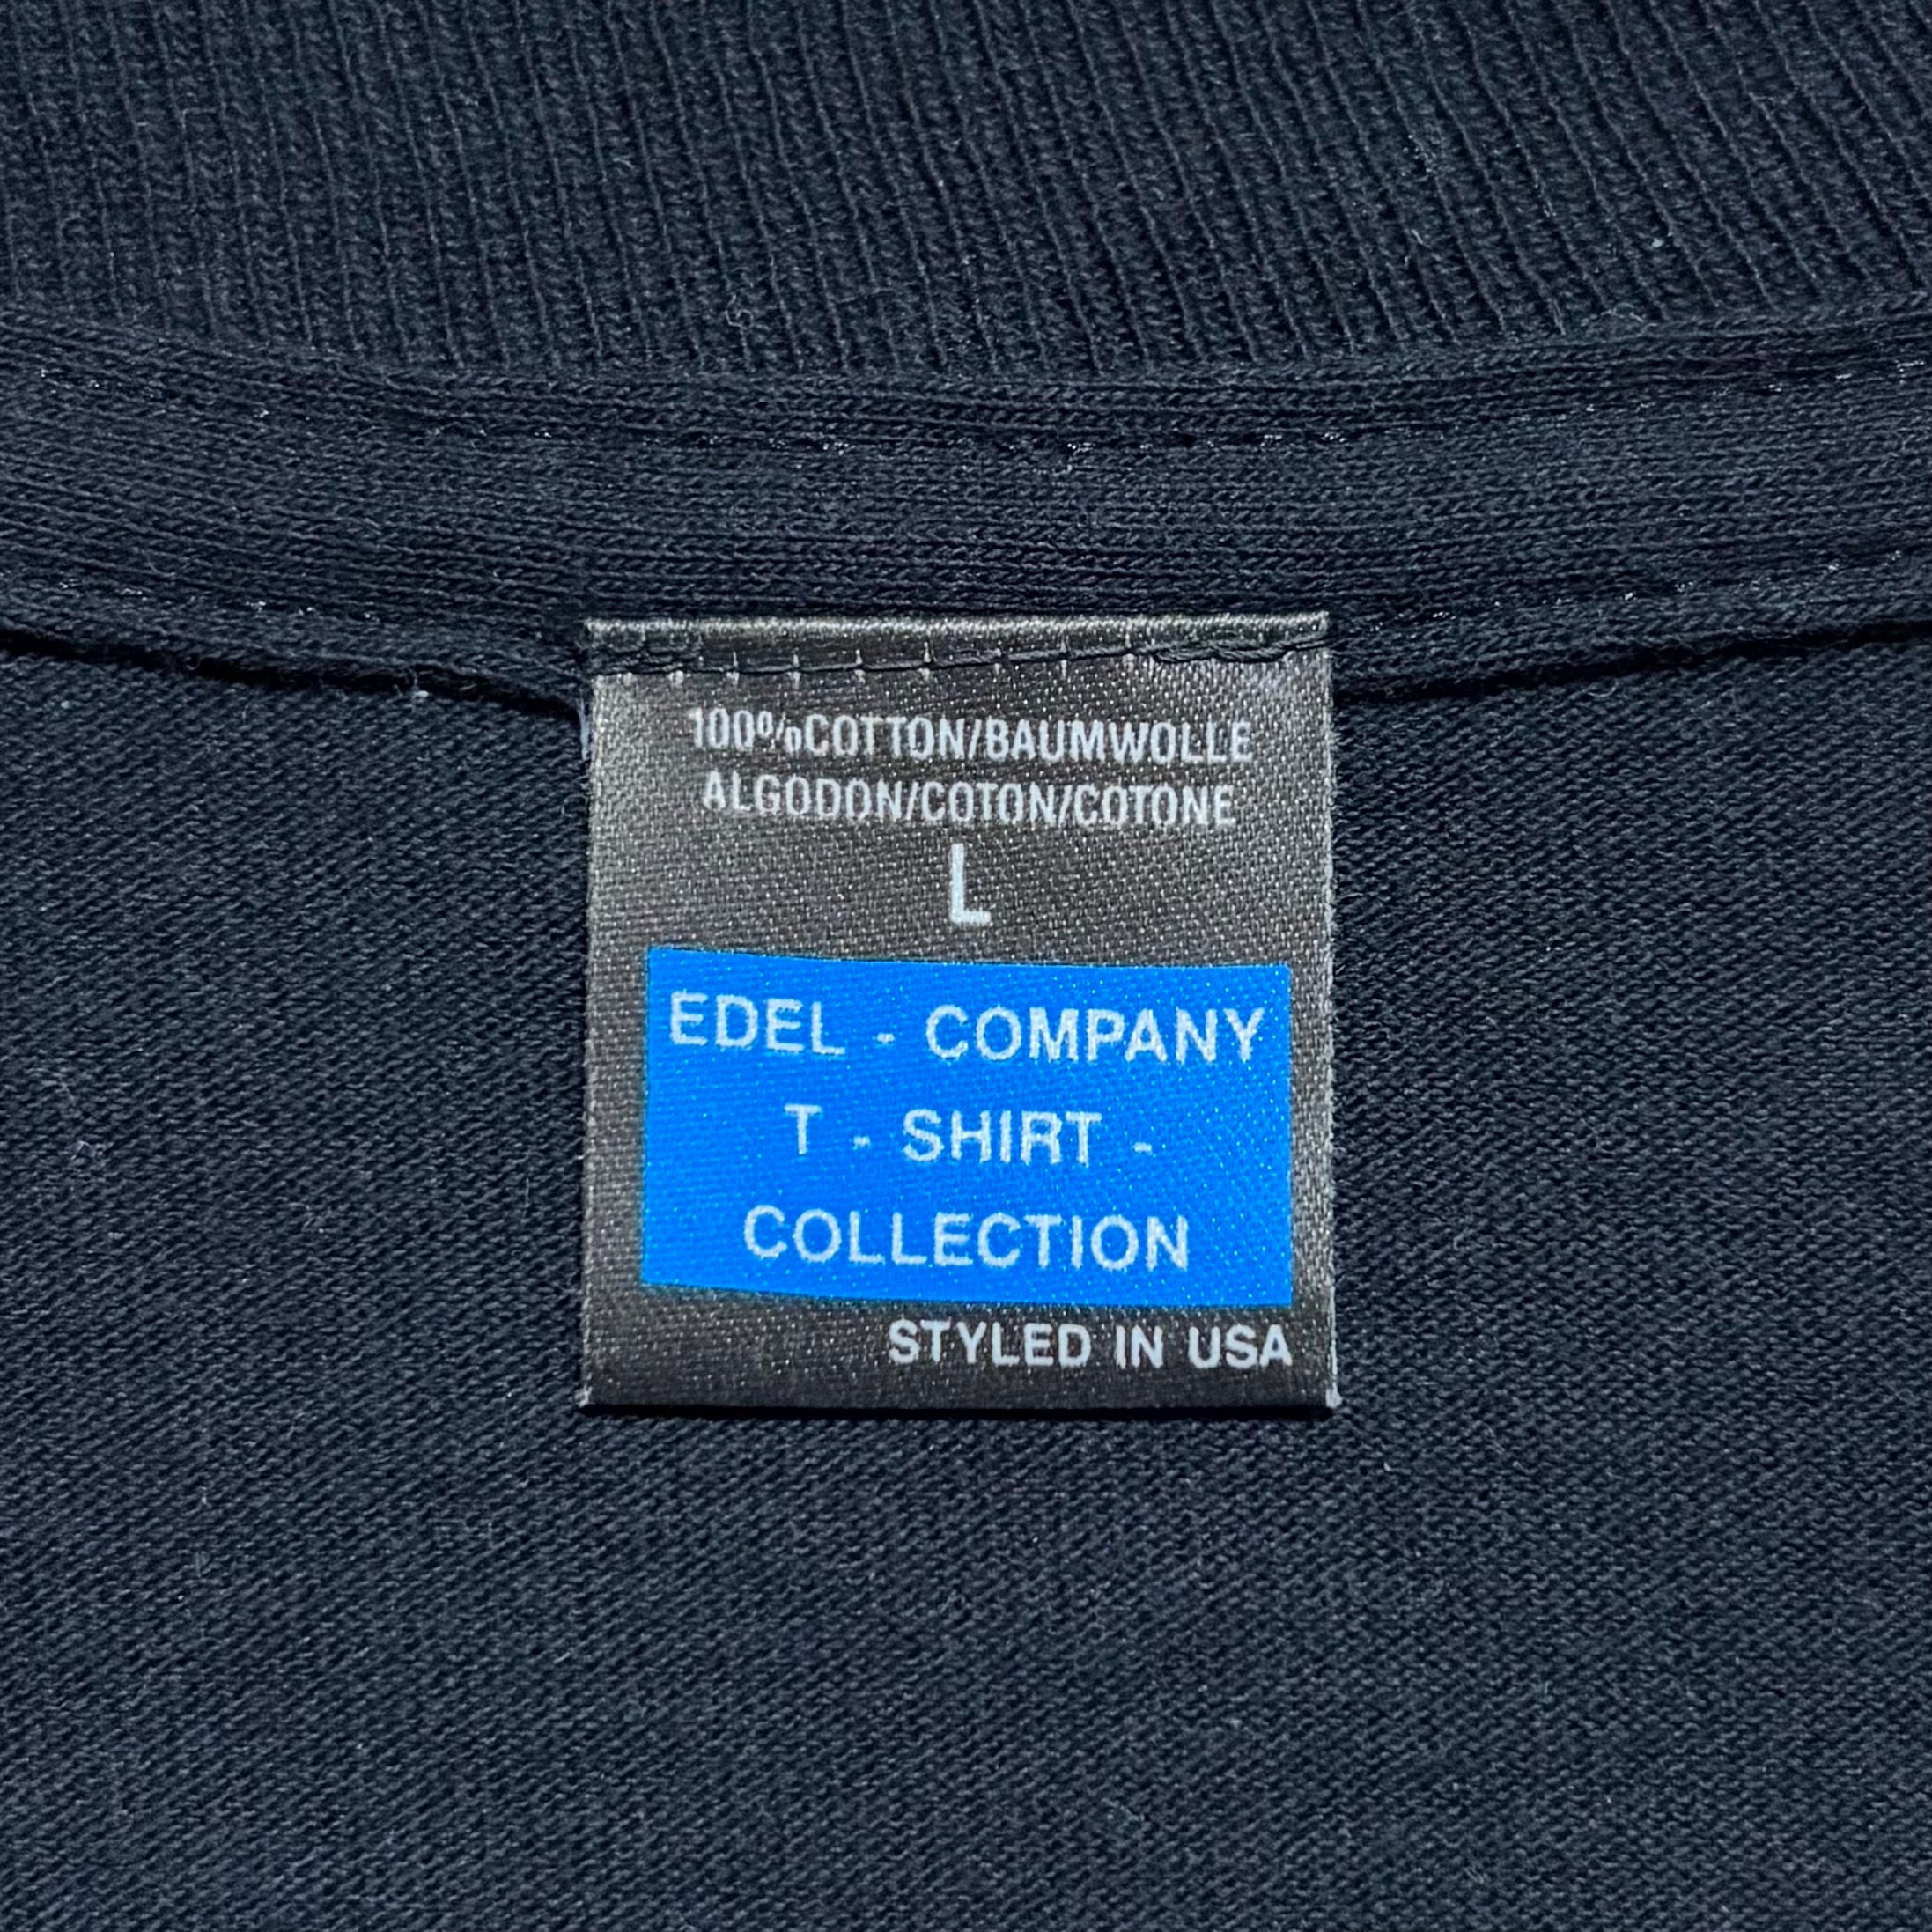 100%COTTON/BAUMWOLLE
ALGODON/COTON/COTONE
L
EDEL - COMPANY
T - SHIRT -
COLLECTION
STYLED IN USA